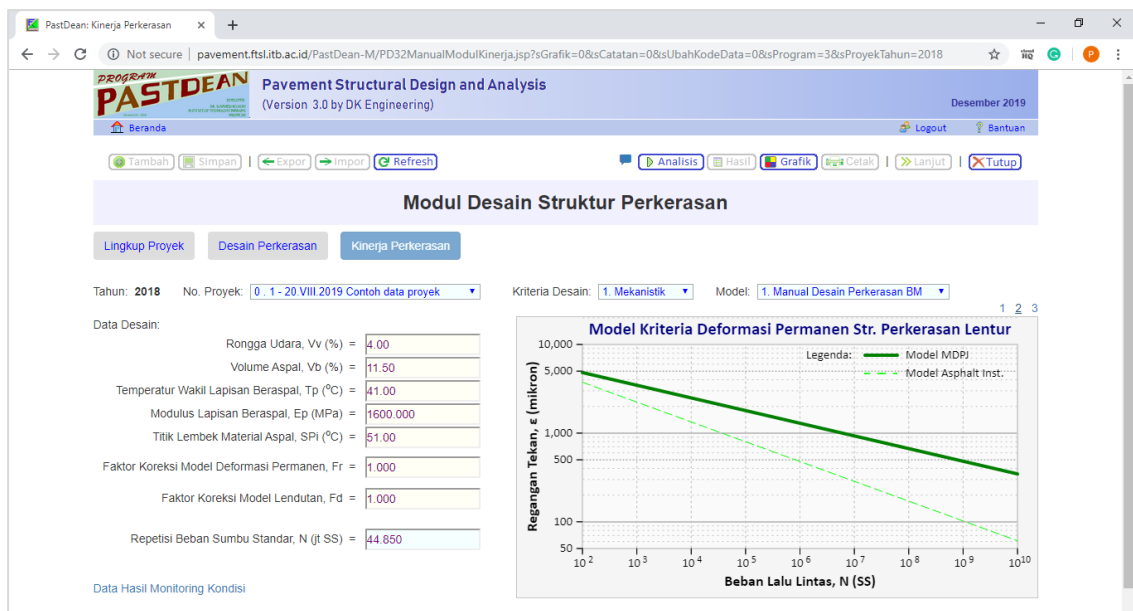 PastDean: Kinerja Perkerasan
Not secure | pavement.ftsl.itb.ac.id/PastDean-M/PD32ManualModulKinerja.jsp?sGrafik=0&sCatatan=0&sUbahKodeData=0&sProgram=3&sProyekTahun=2018
PROGRAM
PASTDEAN
Pavement Structural Design and Analysis
(Version 3.0 by DK Engineering)
Desember 2019
Beranda
Logout Bantuan
Tambah Simpan | Expor Impor Refresh
Analisis Hasil Grafik Cetak | Lanjut | Tutup
Modul Desain Struktur Perkerasan
Lingkup Proyek Desain Perkerasan Kinerja Perkerasan
Tahun: 2018 No. Proyek: 0 . 1 - 20.VIII.2019 Contoh data proyek Kriteria Desain: 1. Mekanistik Model: 1. Manual Desain Perkerasan BM
1 2 3
Data Desain:
Rongga Udara, Vv (%) = 4.00
Volume Aspal, Vb (%) = 11.50
Temperatur Wakil Lapisan Beraspal, Tp (⁰C) = 41.00
Modulus Lapisan Beraspal, Ep (MPa) = 1600.000
Titik Lembek Material Aspal, SPi (⁰C) = 51.00
Faktor Koreksi Model Deformasi Permanen, Fr = 1.000
Faktor Koreksi Model Lendutan, Fd = 1.000
Repetisi Beban Sumbu Standar, N (jt SS) = 44.850
Data Hasil Monitoring Kondisi
Model Kriteria Deformasi Permanen Str. Perkerasan Lentur
Legenda: Model MDPJ
Model Asphalt Inst.
Regangan Tekan, ε (mikron)
10,000
5,000
1,000
500
100
50
10² 10³ 10⁴ 10⁵ 10⁶ 10⁷ 10⁸ 10⁹ 10¹⁰
Beban Lalu Lintas, N (SS)